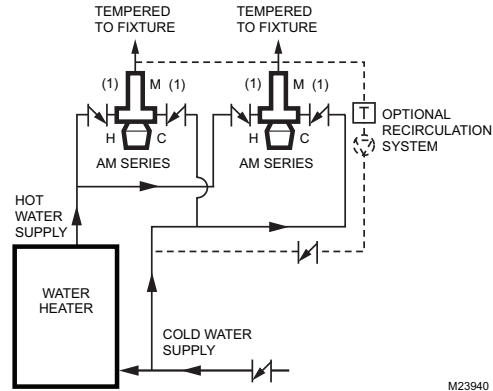 TEMPERED
TO FIXTURE
TEMPERED
TO FIXTURE
(1) M (1)
(1) M (1)
T
OPTIONAL
RECIRCULATION
SYSTEM
H C
H C
AM SERIES
AM SERIES
HOT
WATER
SUPPLY
WATER
HEATER
COLD WATER
SUPPLY
M23940